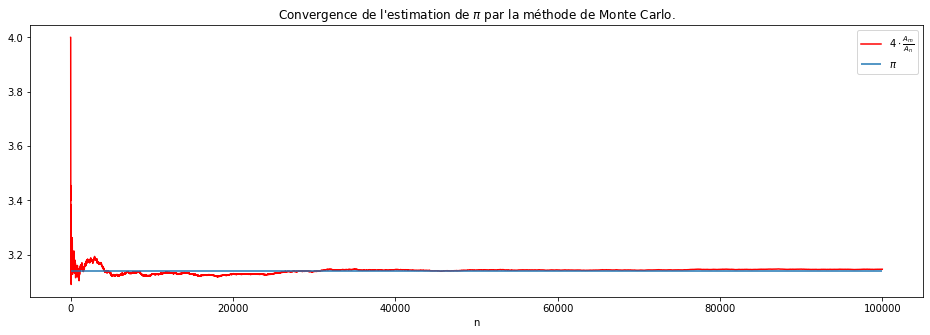 Convergence de l'estimation de π par la méthode de Monte Carlo.
4 · A_m/A_n
π
4.0
3.8
3.6
3.4
3.2
0 20000 40000 60000 80000 100000
n